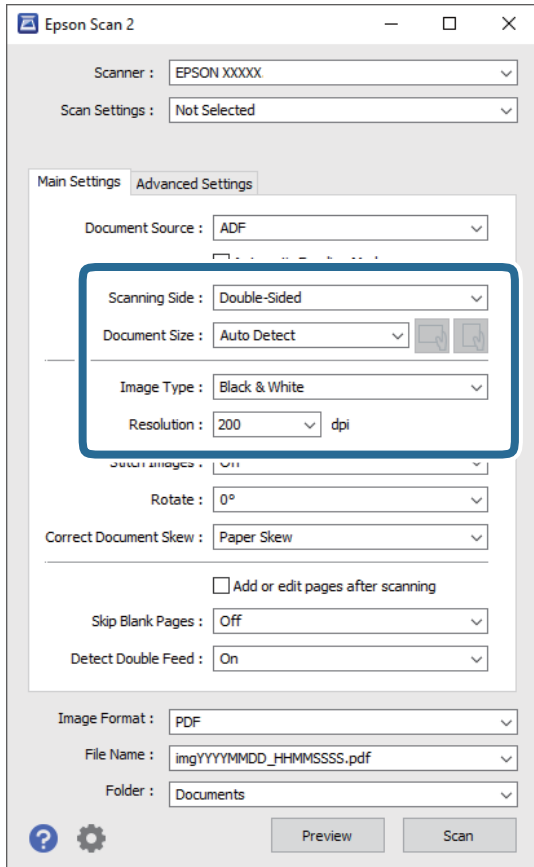 Epson Scan 2
Scanner : EPSON XXXXX
Scan Settings : Not Selected
Main Settings Advanced Settings
Document Source : ADF
Scanning Side : Double-Sided
Document Size : Auto Detect
Image Type : Black & White
Resolution : 200 dpi
Stitch Images : Off
Rotate : 0°
Correct Document Skew : Paper Skew
Add or edit pages after scanning
Skip Blank Pages : Off
Detect Double Feed : On
Image Format : PDF
File Name : imgYYYYMMDD_HHMMSSSS.pdf
Folder : Documents
? Preview Scan